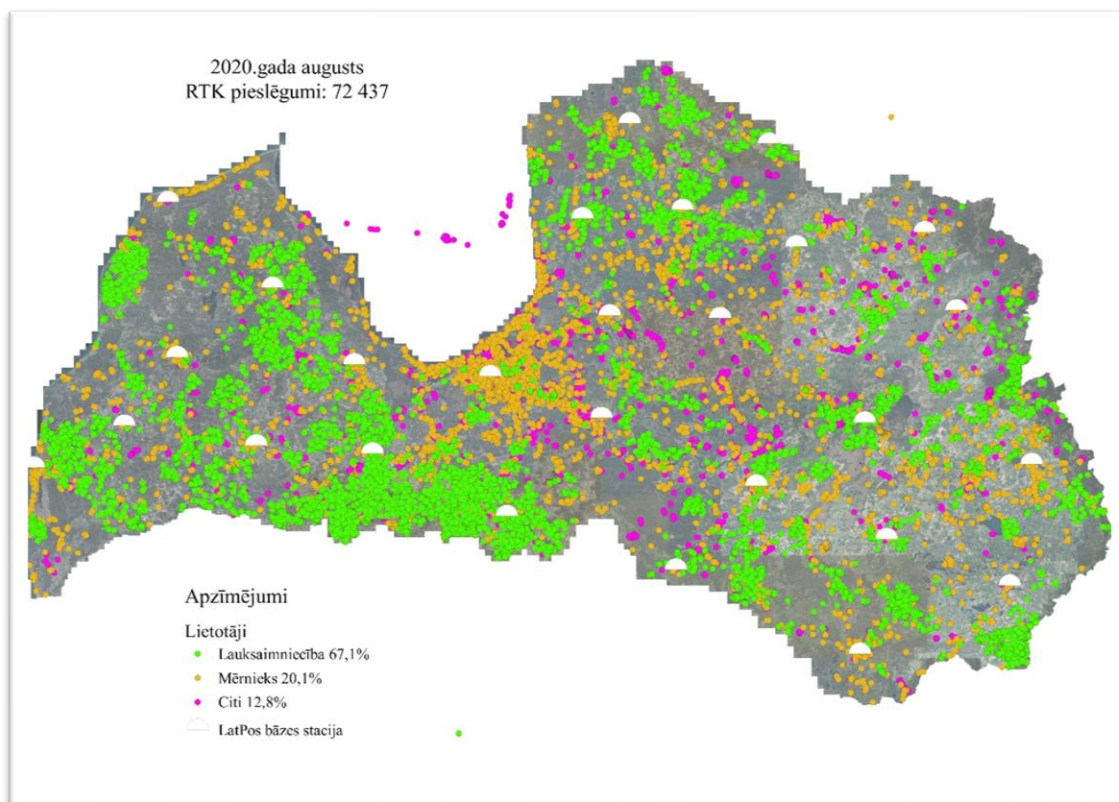 2020.gada augusts
RTK pieslēgumi: 72 437
Apzīmējumi
Lietotāji
Lauksaimniecība 67,1%
Mērnieks 20,1%
Citi 12,8%
LatPos bāzes stacija